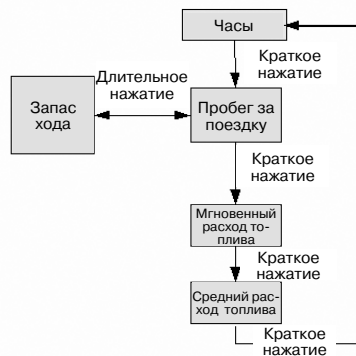 Часы
Краткое
нажатие
Длительное
нажатие
Запас
хода
Пробег за
поездку
Краткое
нажатие
Мгновенный
расход то-
плива
Краткое
нажатие
Средний рас-
ход топлива
Краткое
нажатие